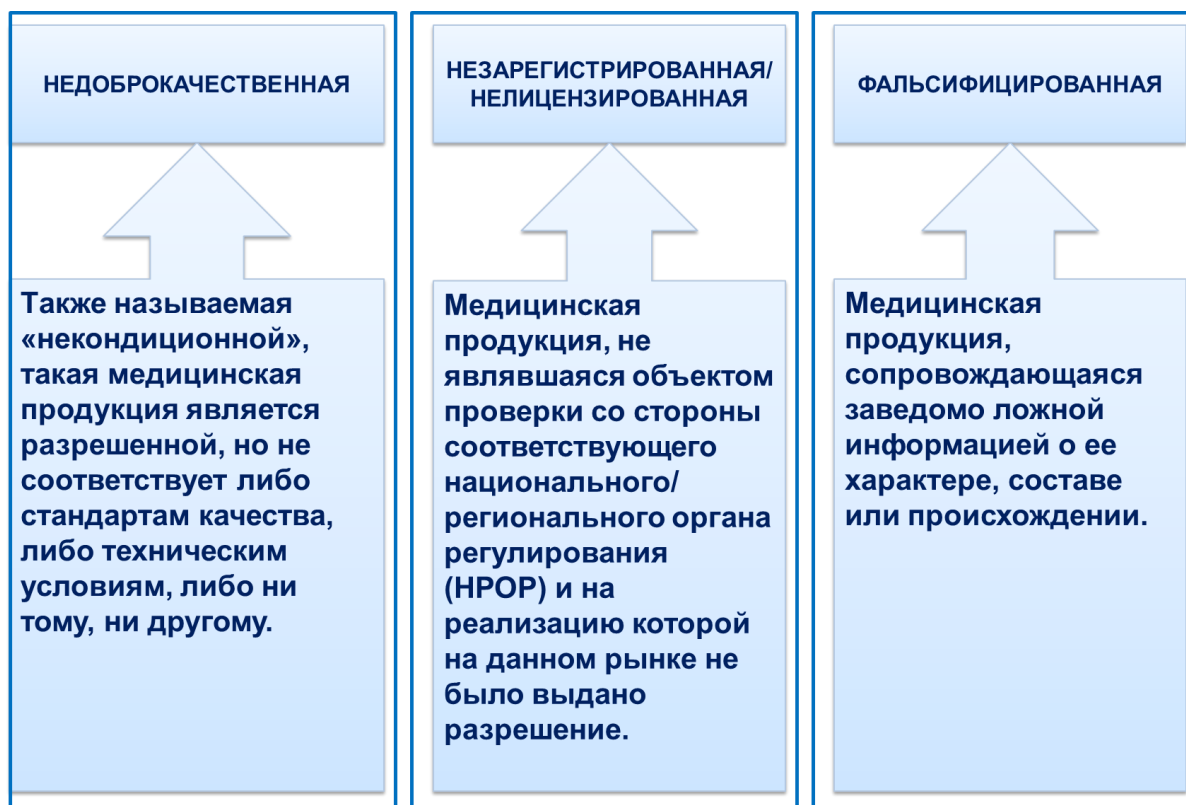 НЕДОБРОКАЧЕСТВЕННАЯ
Также называемая
«некондиционной»,
такая медицинская
продукция является
разрешенной, но не
соответствует либо
стандартам качества,
либо техническим
условиям, либо ни
тому, ни другому.
НЕЗАРЕГИСТРИРОВАННАЯ/
НЕЛИЦЕНЗИРОВАННАЯ
Медицинская
продукция, не
являвшаяся объектом
проверки со стороны
соответствующего
национального/
регионального органа
регулирования
(НРОР) и на
реализацию которой
на данном рынке не
было выдано
разрешение.
ФАЛЬСИФИЦИРОВАННАЯ
Медицинская
продукция,
сопровождающаяся
заведомо ложной
информацией о ее
характере, составе
или происхождении.